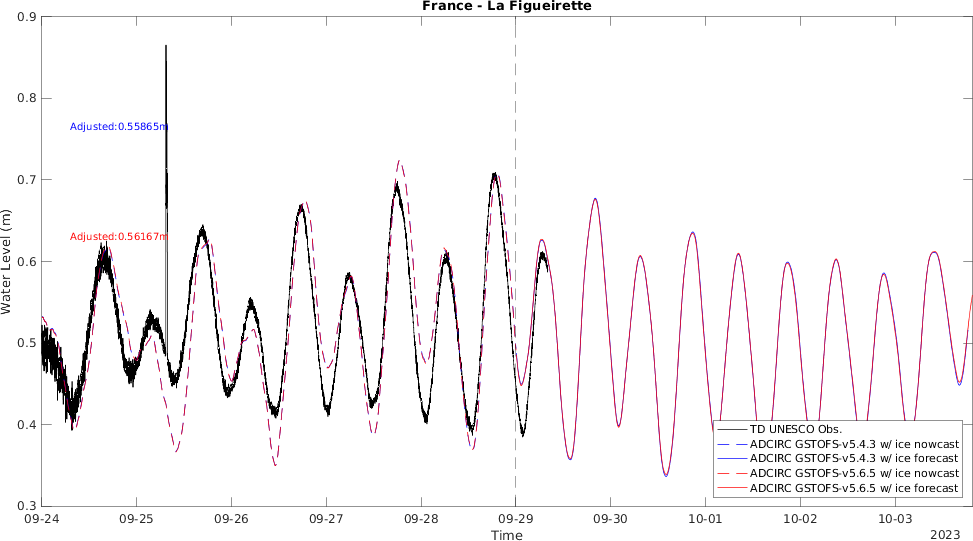 France - La Figueirette
0.9
0.8
0.7
0.6
0.5
0.4
0.3
Water Level (m)
Adjusted:0.55865m
Adjusted:0.56167m
TD UNESCO Obs.
ADCIRC GSTOFS-v5.4.3 w/ ice nowcast
ADCIRC GSTOFS-v5.4.3 w/ ice forecast
ADCIRC GSTOFS-v5.6.5 w/ ice nowcast
ADCIRC GSTOFS-v5.6.5 w/ ice forecast
09-24 09-25 09-26 09-27 09-28 09-29 09-30 10-01 10-02 10-03
Time
2023